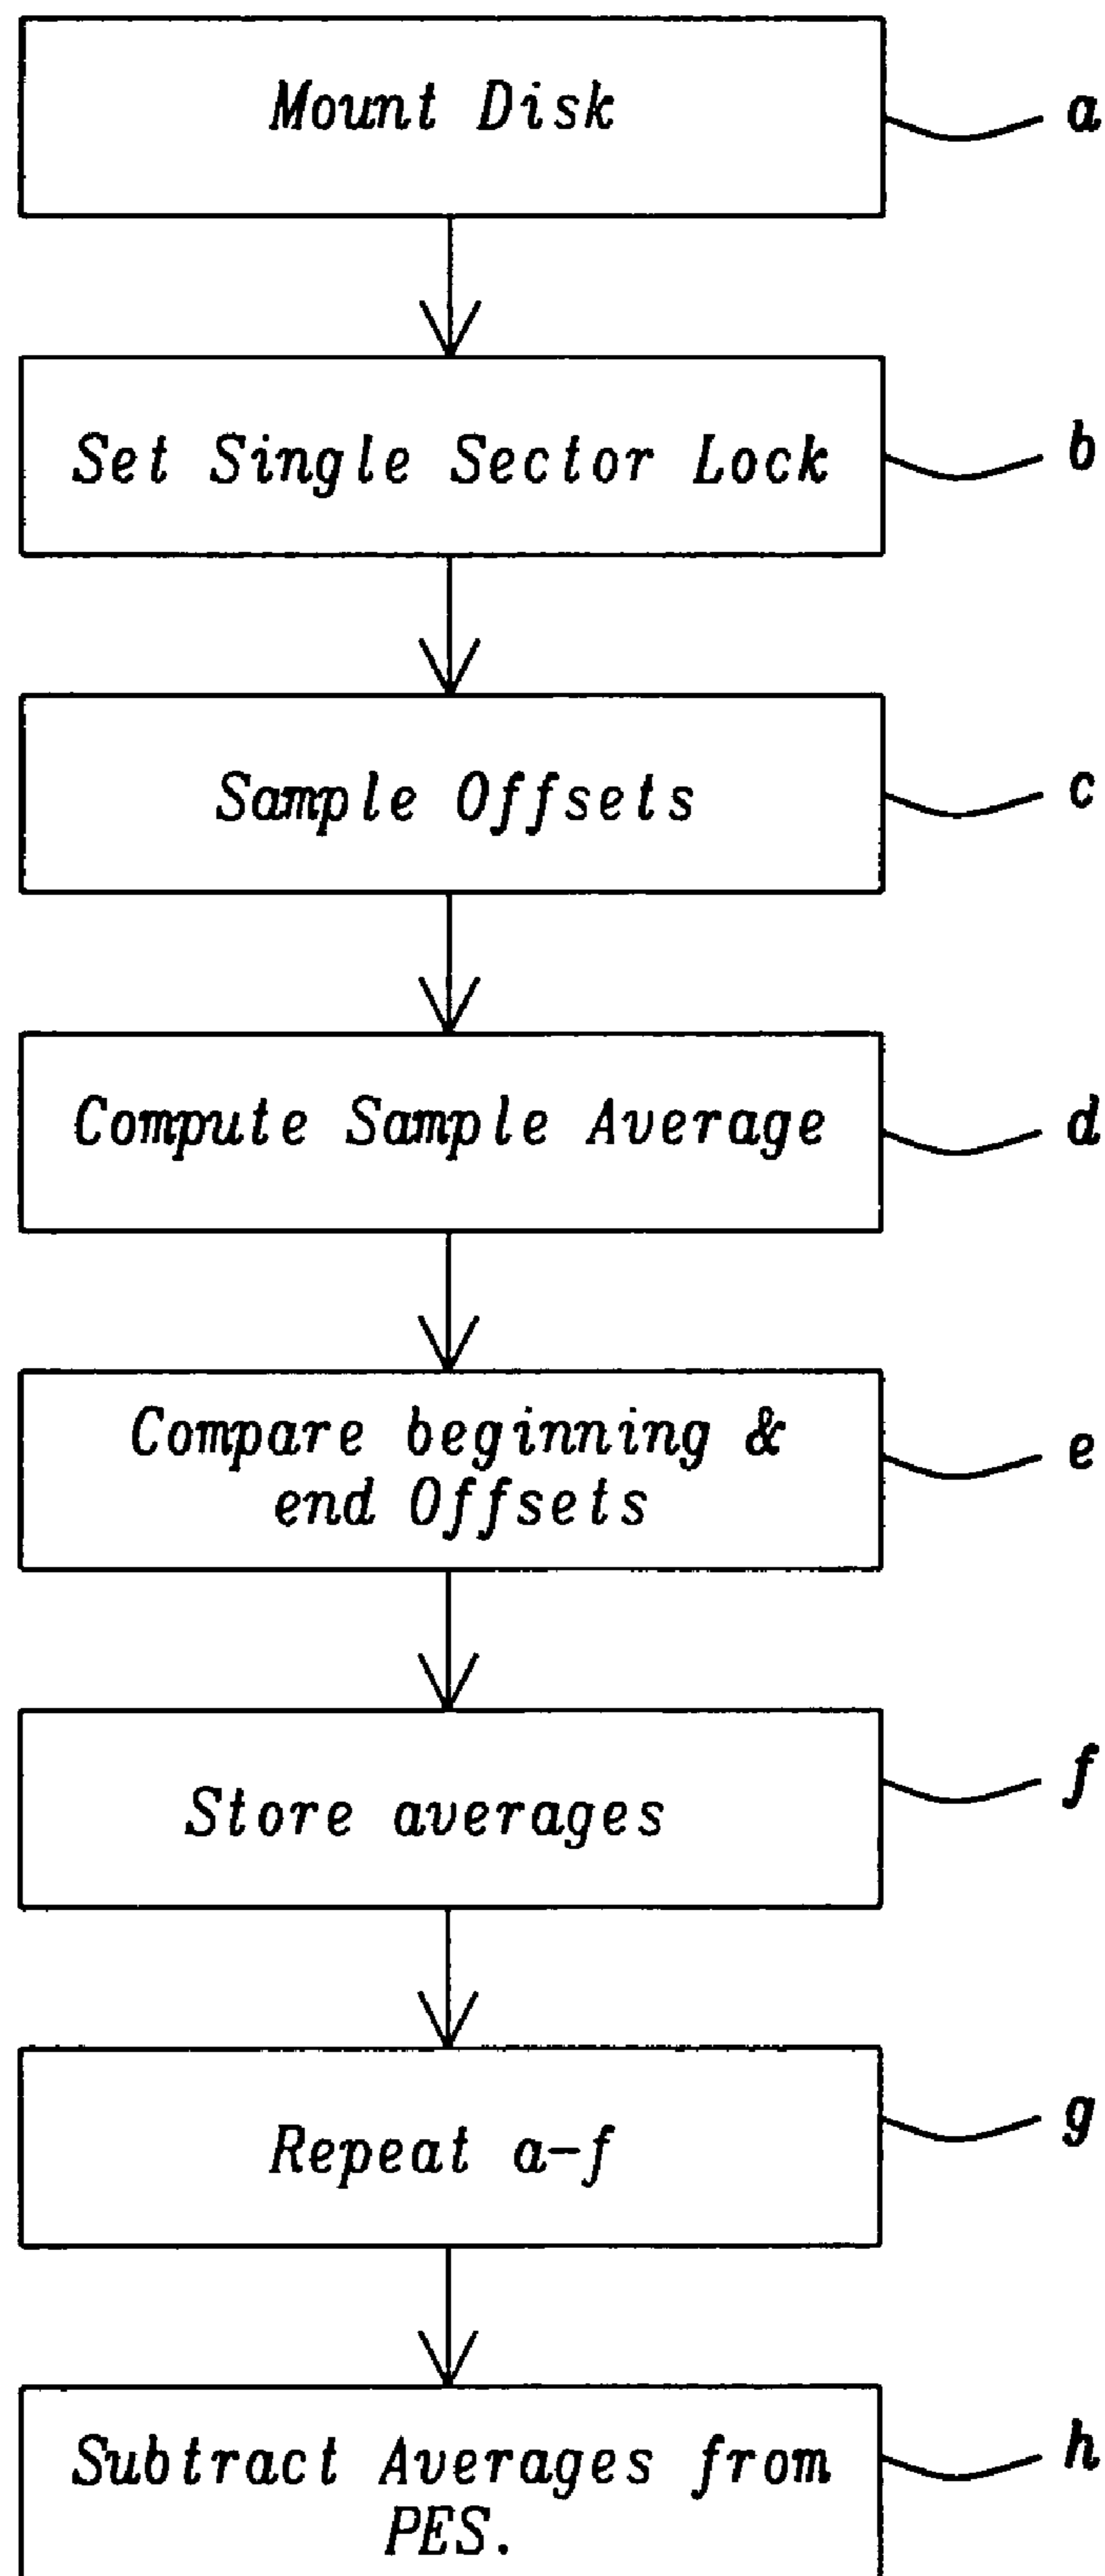 Mount Disk
a
Set Single Sector Lock
b
Sample Offsets
c
Compute Sample Average
d
Compare beginning &
end Offsets
e
Store averages
f
Repeat a-f
g
Subtract Averages from
PES.
h